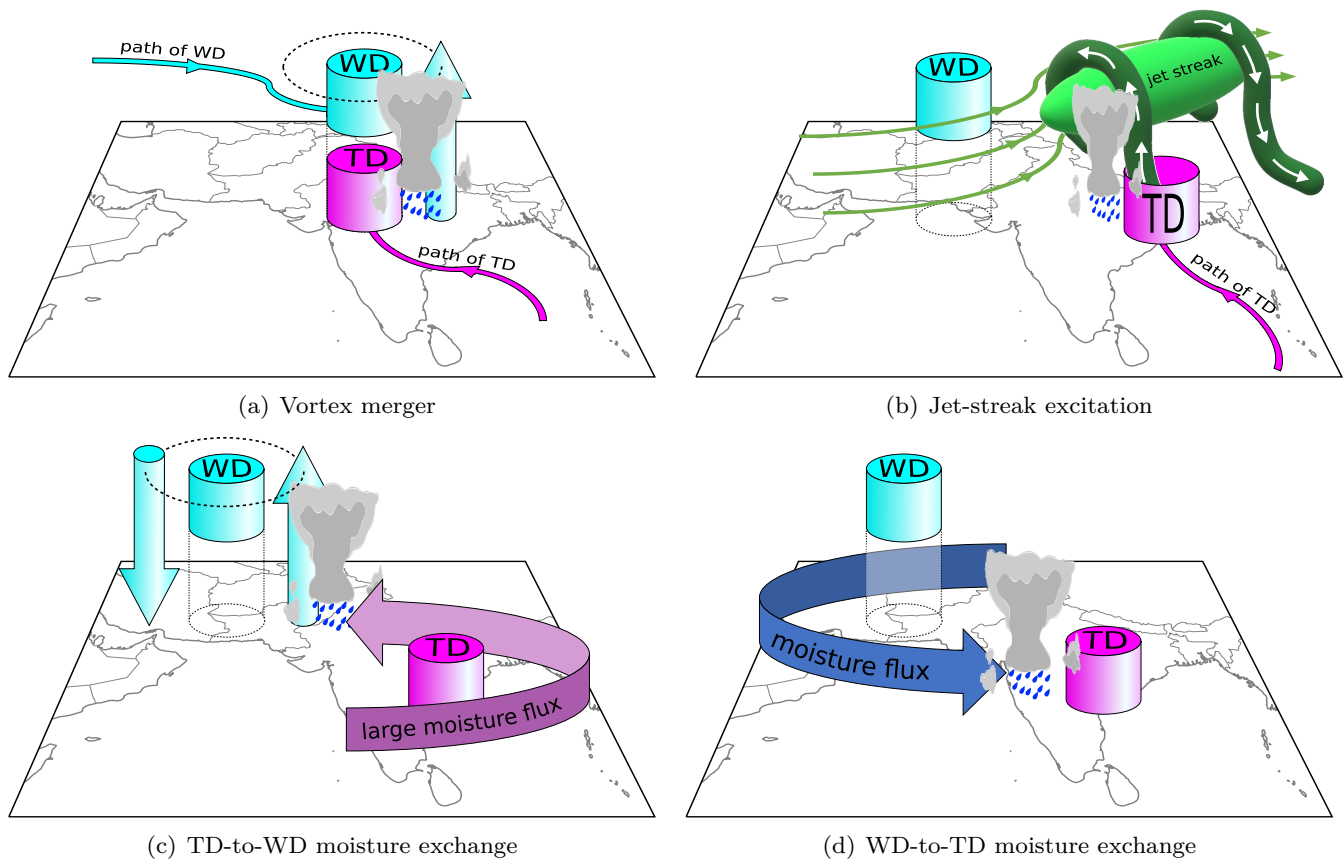 path of WD
WD
TD
path of TD
(a) Vortex merger
WD
jet streak
TD
path of TD
(b) Jet-streak excitation
WD
TD
large moisture flux
(c) TD-to-WD moisture exchange
WD
moisture flux
TD
(d) WD-to-TD moisture exchange